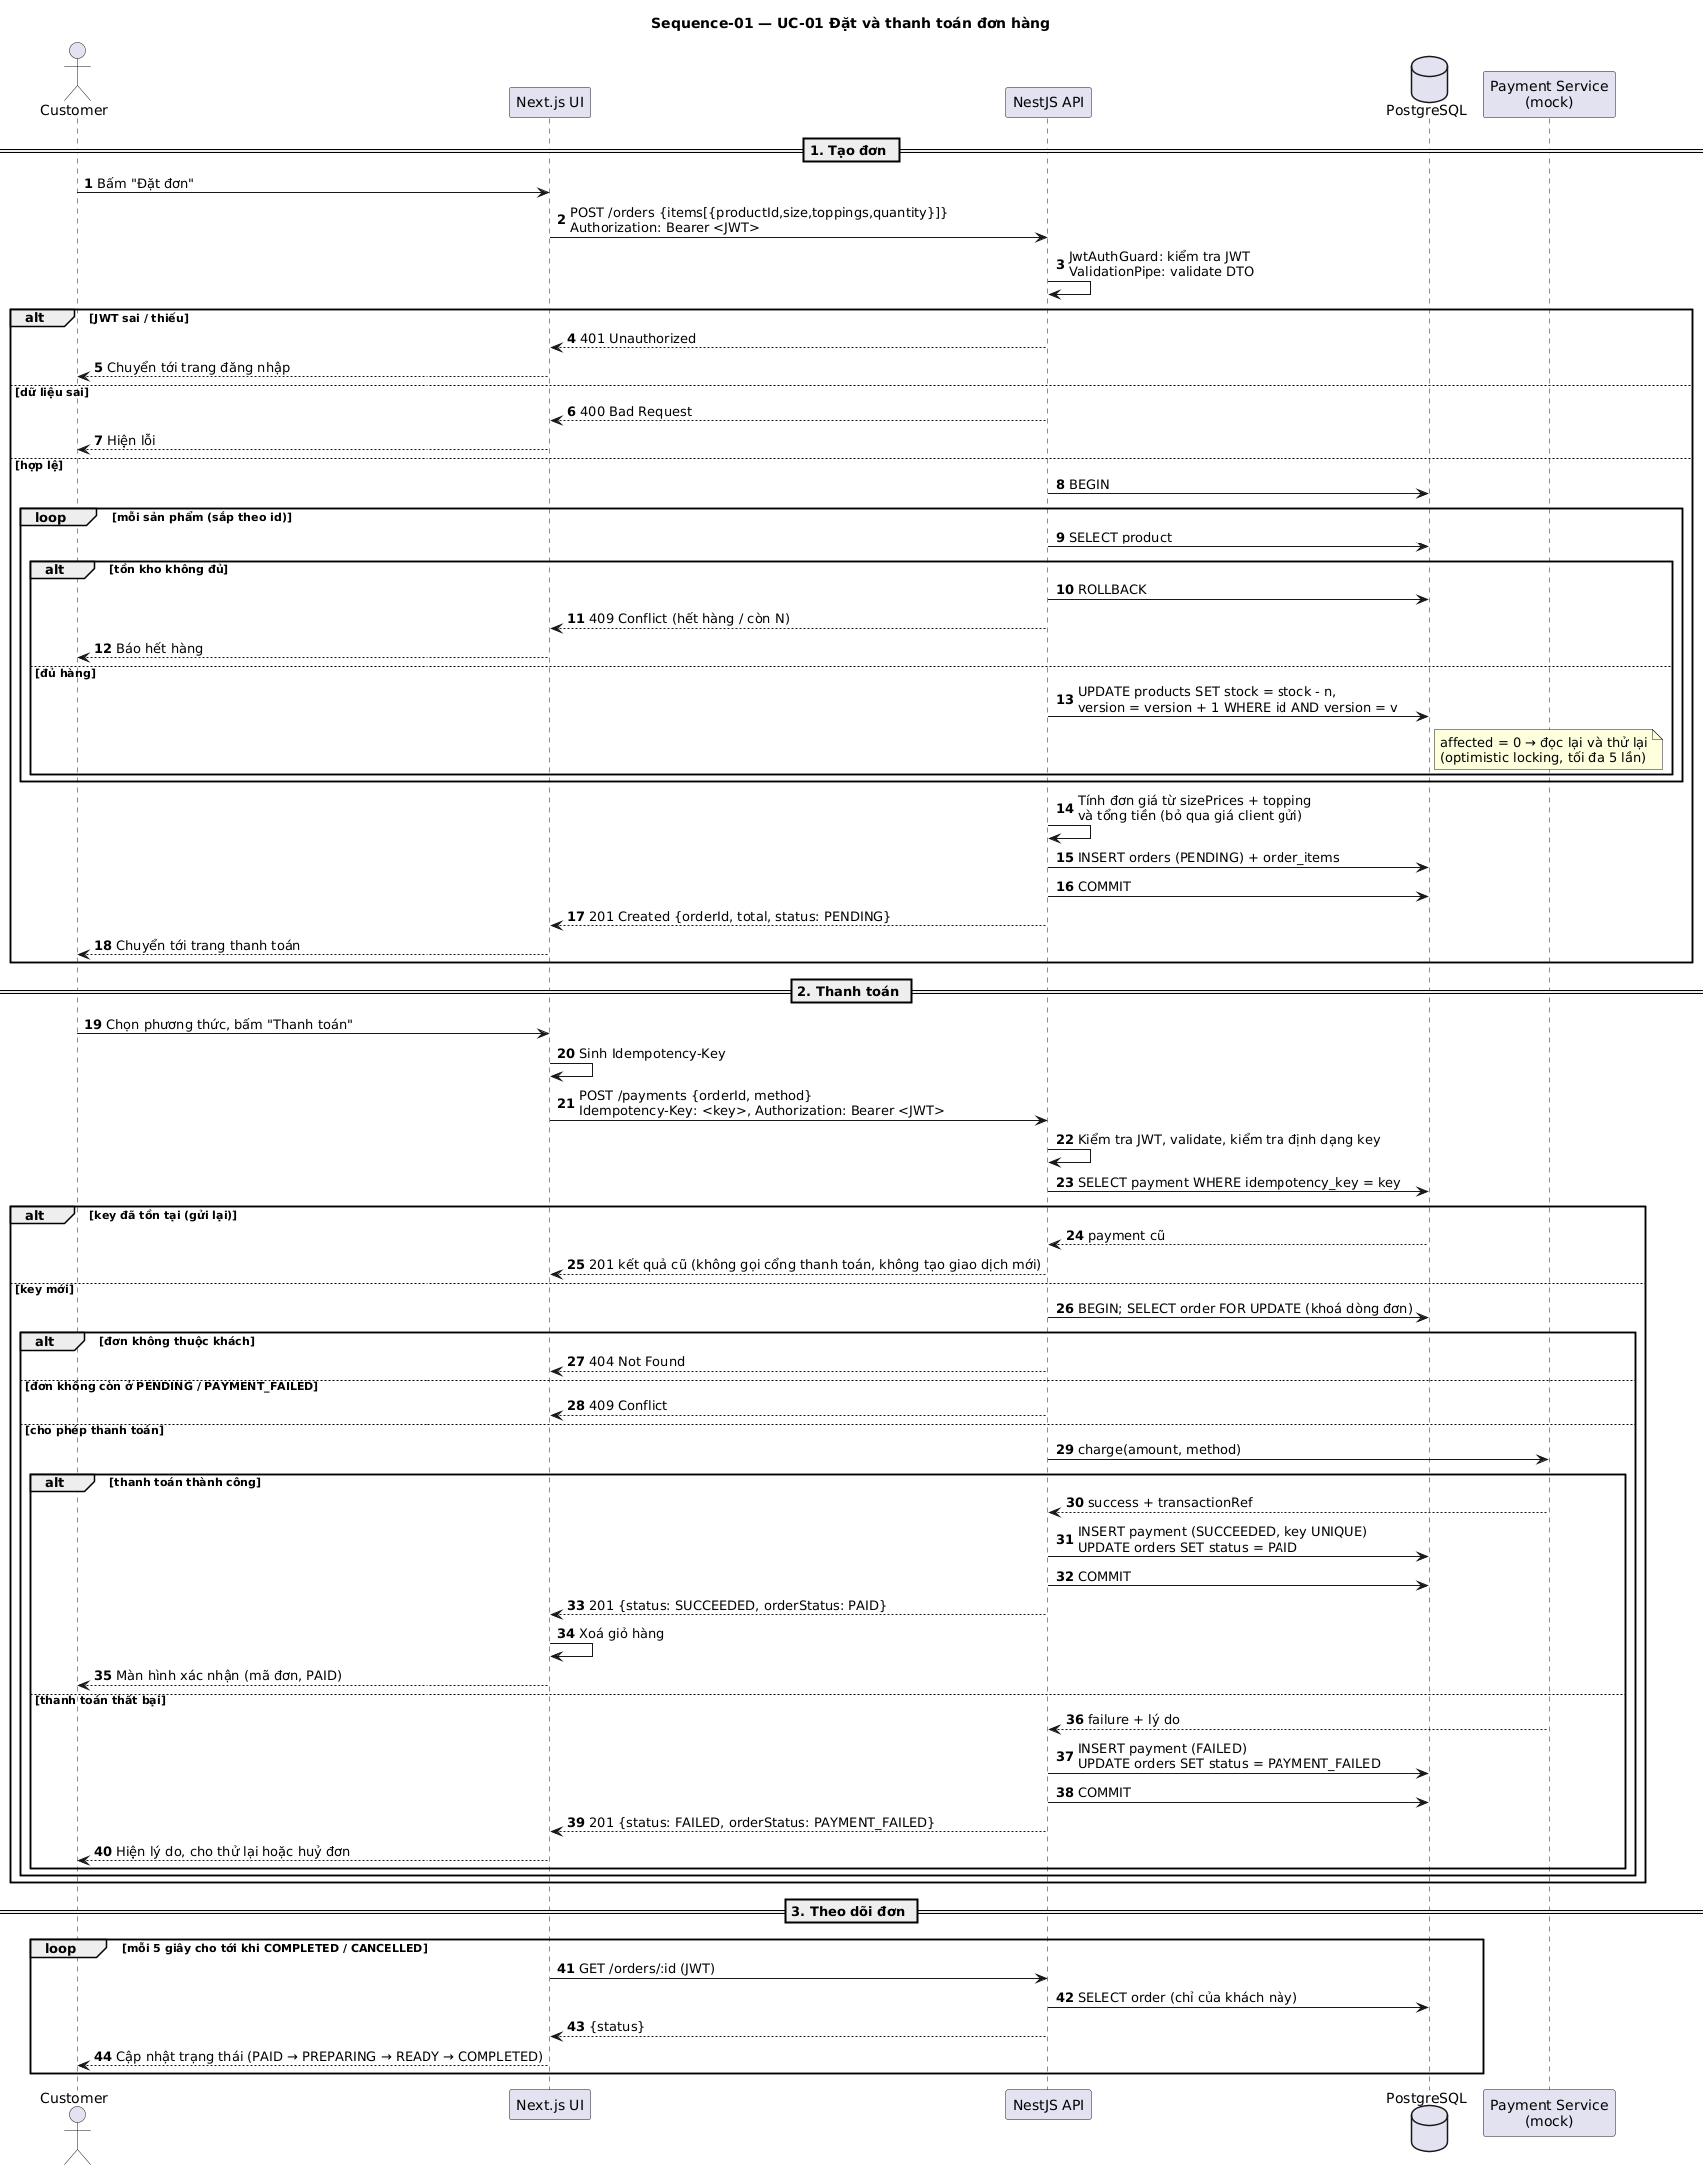 Sequence-01 — UC-01 Đặt và thanh toán đơn hàng
Customer
Next.js UI
NestJS API
PostgreSQL
Payment Service
(mock)
1. Tạo đơn
1 Bấm "Đặt đơn"
2 POST /orders {items[{productId,size,toppings,quantity}]}
Authorization: Bearer <JWT>
3 JwtAuthGuard: kiểm tra JWT
ValidationPipe: validate DTO
alt [JWT sai / thiếu]
4 401 Unauthorized
5 Chuyển tới trang đăng nhập
[dữ liệu sai]
6 400 Bad Request
7 Hiện lỗi
[hợp lệ]
8 BEGIN
loop [mỗi sản phẩm (sắp theo id)]
9 SELECT product
alt [tồn kho không đủ]
10 ROLLBACK
11 409 Conflict (hết hàng / còn N)
12 Báo hết hàng
[đủ hàng]
13 UPDATE products SET stock = stock - n,
version = version + 1 WHERE id AND version = v
affected = 0 → đọc lại và thử lại
(optimistic locking, tối đa 5 lần)
14 Tính đơn giá từ sizePrices + topping
và tổng tiền (bỏ qua giá client gửi)
15 INSERT orders (PENDING) + order_items
16 COMMIT
17 201 Created {orderId, total, status: PENDING}
18 Chuyển tới trang thanh toán
2. Thanh toán
19 Chọn phương thức, bấm "Thanh toán"
20 Sinh Idempotency-Key
21 POST /payments {orderId, method}
Idempotency-Key: <key>, Authorization: Bearer <JWT>
22 Kiểm tra JWT, validate, kiểm tra định dạng key
23 SELECT payment WHERE idempotency_key = key
alt [key đã tồn tại (gửi lại)]
24 payment cũ
25 201 kết quả cũ (không gọi cổng thanh toán, không tạo giao dịch mới)
[key mới]
26 BEGIN; SELECT order FOR UPDATE (khoá dòng đơn)
alt [đơn không thuộc khách]
27 404 Not Found
[đơn không còn ở PENDING / PAYMENT_FAILED]
28 409 Conflict
[cho phép thanh toán]
29 charge(amount, method)
alt [thanh toán thành công]
30 success + transactionRef
31 INSERT payment (SUCCEEDED, key UNIQUE)
UPDATE orders SET status = PAID
32 COMMIT
33 201 {status: SUCCEEDED, orderStatus: PAID}
34 Xoá giỏ hàng
35 Màn hình xác nhận (mã đơn, PAID)
[thanh toán thất bại]
36 failure + lý do
37 INSERT payment (FAILED)
UPDATE orders SET status = PAYMENT_FAILED
38 COMMIT
39 201 {status: FAILED, orderStatus: PAYMENT_FAILED}
40 Hiện lý do, cho thử lại hoặc huỷ đơn
3. Theo dõi đơn
loop [mỗi 5 giây cho tới khi COMPLETED / CANCELLED]
41 GET /orders/:id (JWT)
42 SELECT order (chỉ của khách này)
43 {status}
44 Cập nhật trạng thái (PAID → PREPARING → READY → COMPLETED)
Customer
Next.js UI
NestJS API
PostgreSQL
Payment Service
(mock)